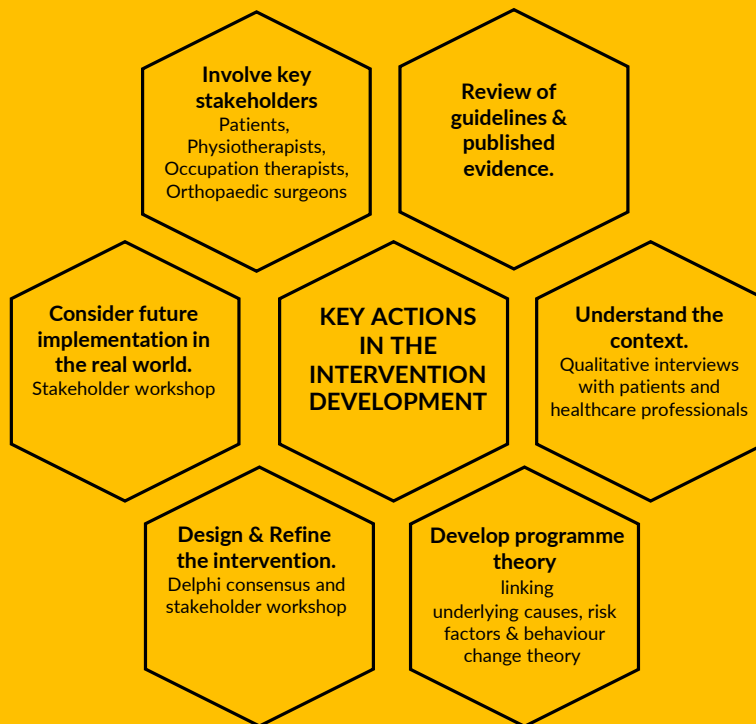 Involve key
stakeholders
Patients,
Physiotherapists,
Occupation therapists,
Orthopaedic surgeons
Review of
guidelines &
published
evidence.
Consider future
implementation in
the real world.
Stakeholder workshop
KEY ACTIONS
IN THE
INTERVENTION
DEVELOPMENT
Understand the
context.
Qualitative interviews
with patients and
healthcare professionals
Design & Refine
the intervention.
Delphi consensus and
stakeholder workshop
Develop programme
theory
linking
underlying causes, risk
factors & behaviour
change theory